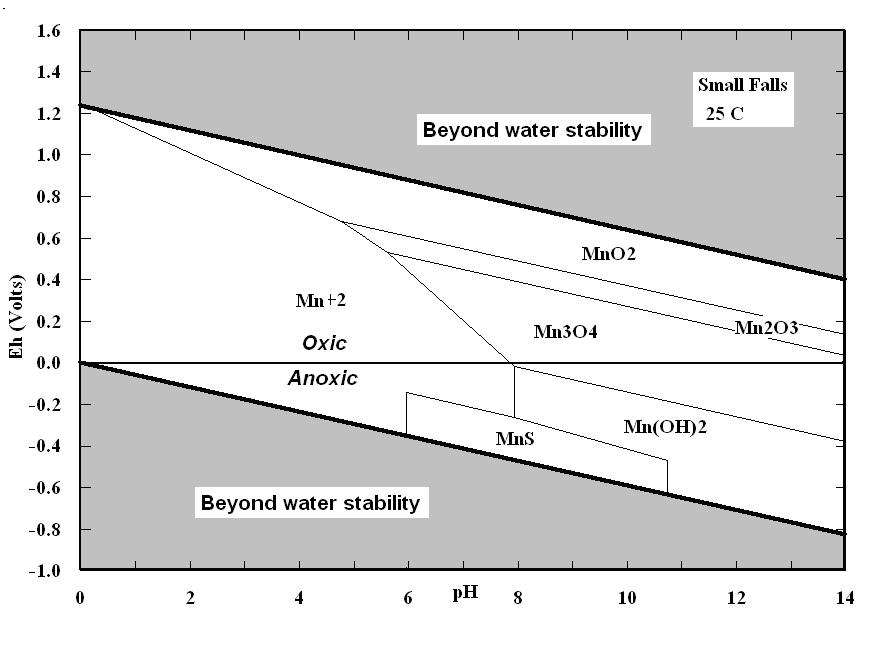 1.6
1.4
1.2
1.0
0.8
0.6
0.4
0.2
0.0
-0.2
-0.4
-0.6
-0.8
-1.0
Eh (Volts)
Small Falls
25 C
Beyond water stability
MnO2
Mn+2
Mn2O3
Mn3O4
Oxic
Anoxic
Mn(OH)2
MnS
Beyond water stability
0 2 4 6 8 10 12 14
pH